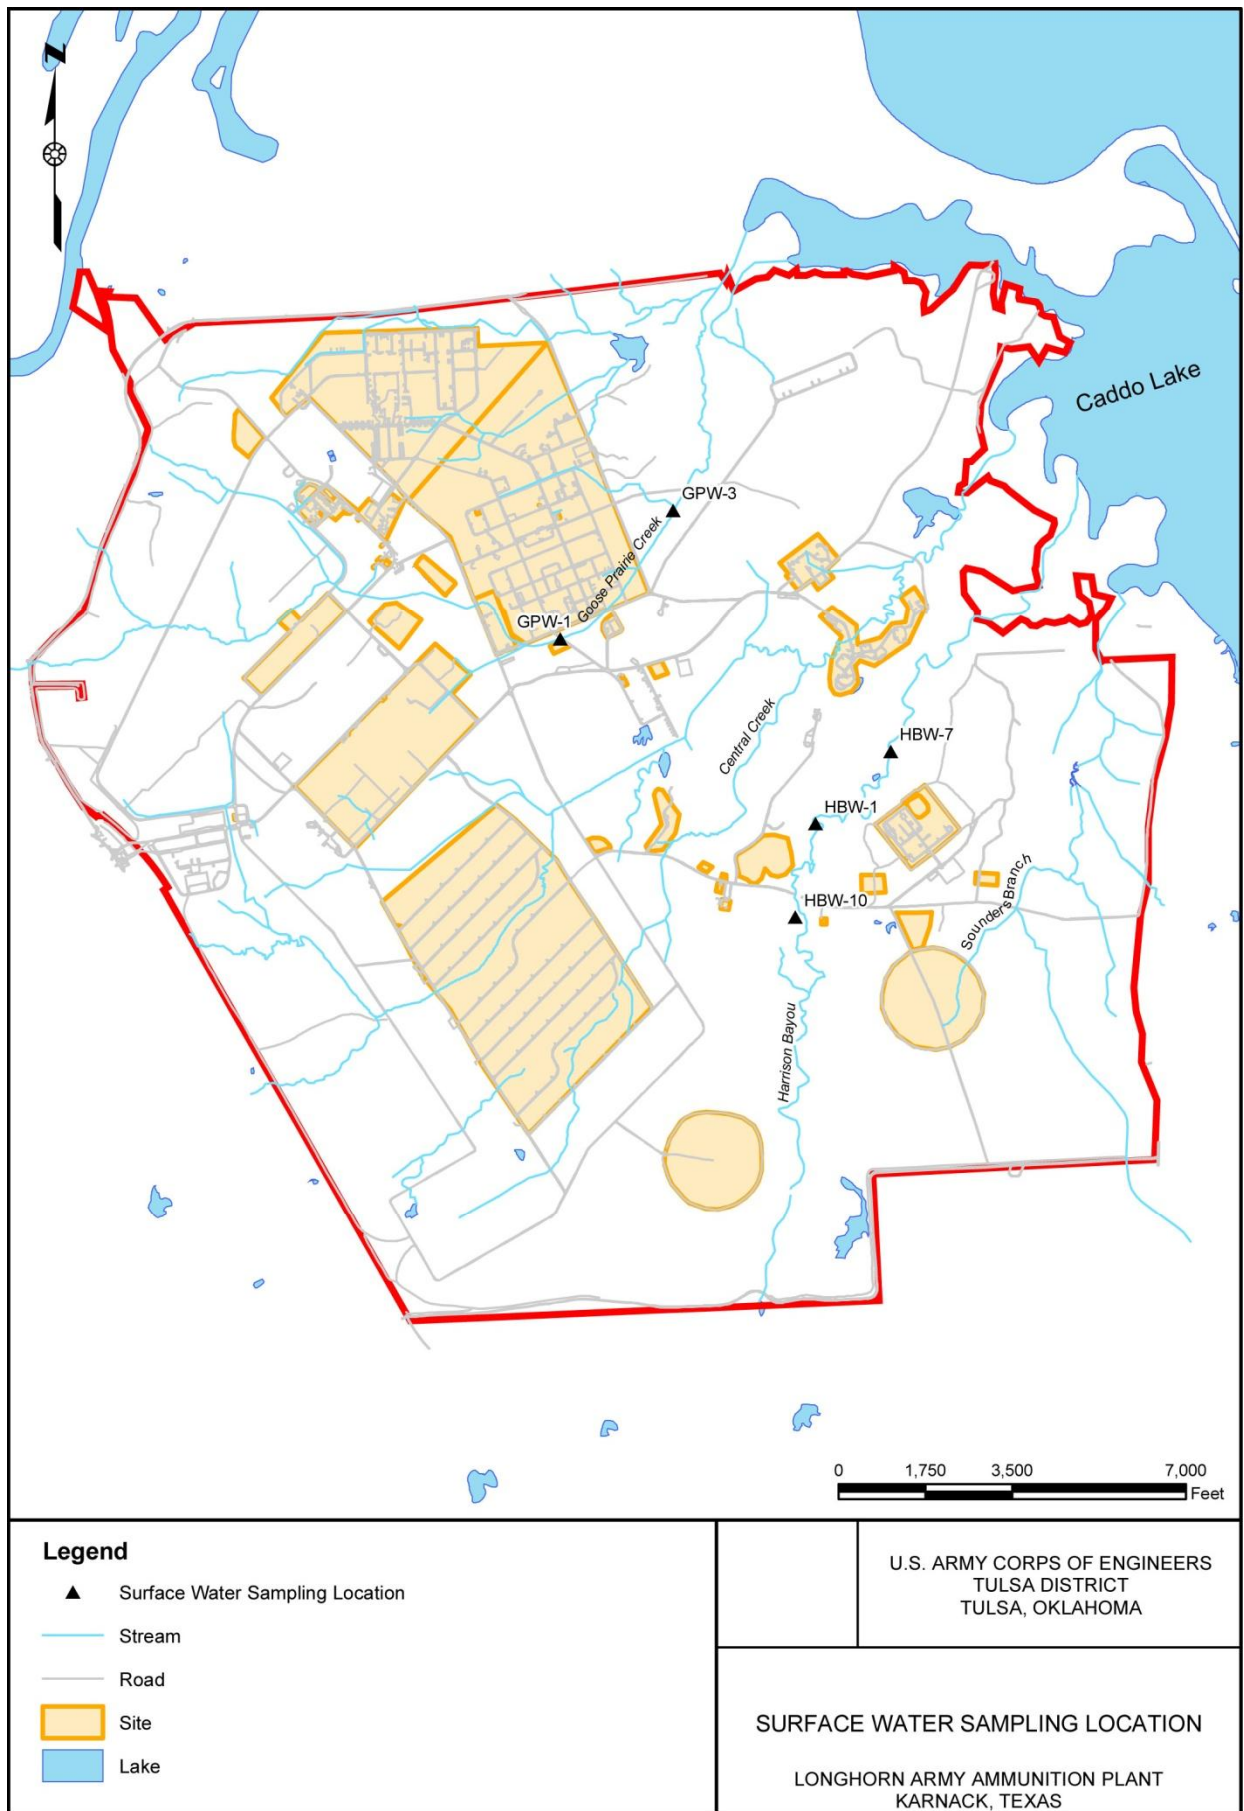 N
Caddo Lake
GPW-3
Goose Prairie Creek
GPW-1
Central Creek
HBW-7
HBW-1
HBW-10
Sounders Branch
Harrison Bayou
0 1,750 3,500 7,000
Feet
Legend
Surface Water Sampling Location
Stream
Road
Site
Lake
U.S. ARMY CORPS OF ENGINEERS
TULSA DISTRICT
TULSA, OKLAHOMA
SURFACE WATER SAMPLING LOCATION
LONGHORN ARMY AMMUNITION PLANT
KARNACK, TEXAS